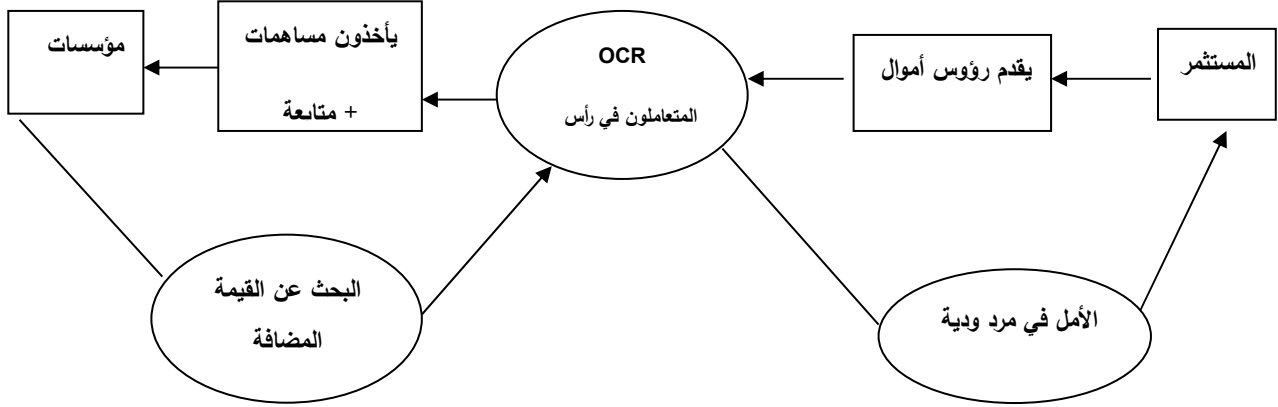 المستثمر
يقدم رؤوس أموال
OCR
المتعاملون في رأس
يأخذون مساهمات
+ متابعة
مؤسسات
الأمل في مرد ودية
البحث عن القيمة
المضافة